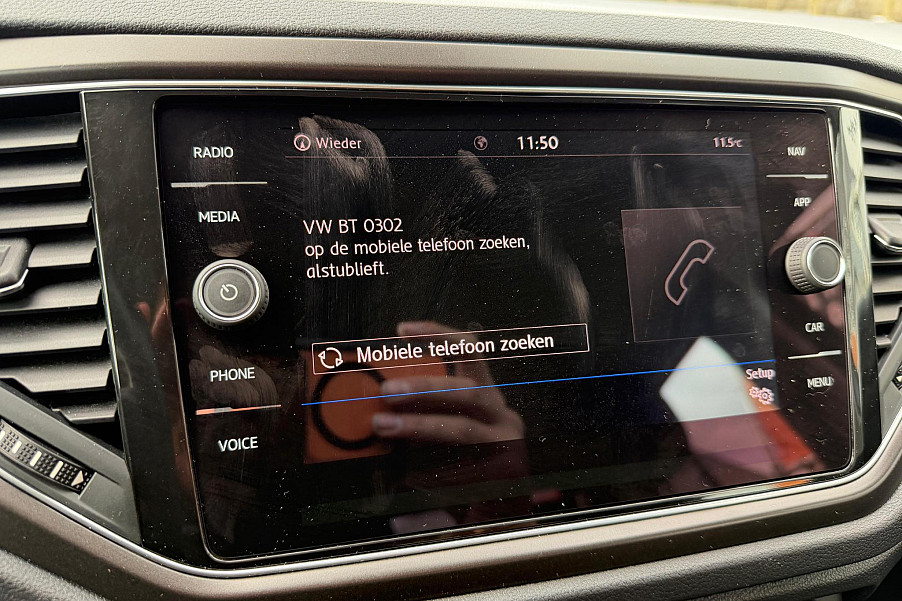 RADIO
MEDIA
PHONE
VOICE
Wieder
11:50
11.5°C
VW BT 0302
op de mobiele telefoon zoeken,
alstublieft.
Mobiele telefoon zoeken
Setup
NAV
APP
CAR
MENU